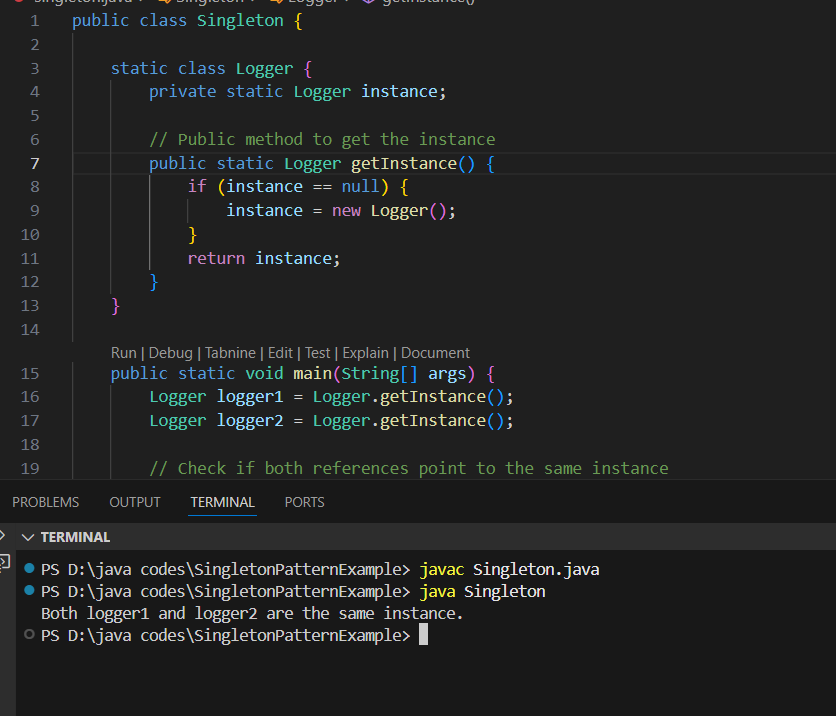 Singleton.java > Singleton > Logger > getInstance()
1 public class Singleton {
2
3 static class Logger {
4 private static Logger instance;
5
6 // Public method to get the instance
7 public static Logger getInstance() {
8 if (instance == null) {
9 instance = new Logger();
10 }
11 return instance;
12 }
13 }
14
Run | Debug | Tabnine | Edit | Test | Explain | Document
15 public static void main(String[] args) {
16 Logger logger1 = Logger.getInstance();
17 Logger logger2 = Logger.getInstance();
18
19 // Check if both references point to the same instance
PROBLEMS OUTPUT TERMINAL PORTS
TERMINAL
PS D:\java codes\SingletonPatternExample> javac Singleton.java
PS D:\java codes\SingletonPatternExample> java Singleton
Both logger1 and logger2 are the same instance.
PS D:\java codes\SingletonPatternExample>